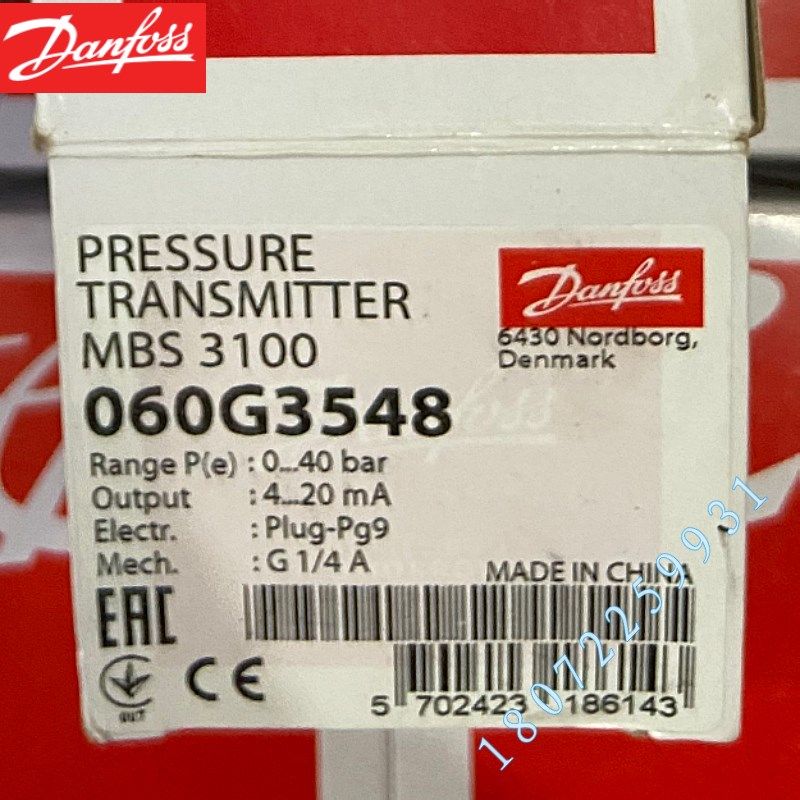 Danfoss
PRESSURE
TRANSMITTER
MBS 3100
060G3548
Danfoss
6430 Nordborg,
Denmark
Range P(e) : 0...40 bar
Output : 4...20 mA
Electr. : Plug-Pg9
Mech. : G 1/4 A
MADE IN CHINA
EAC
CE
5 702423 186143
18072259931